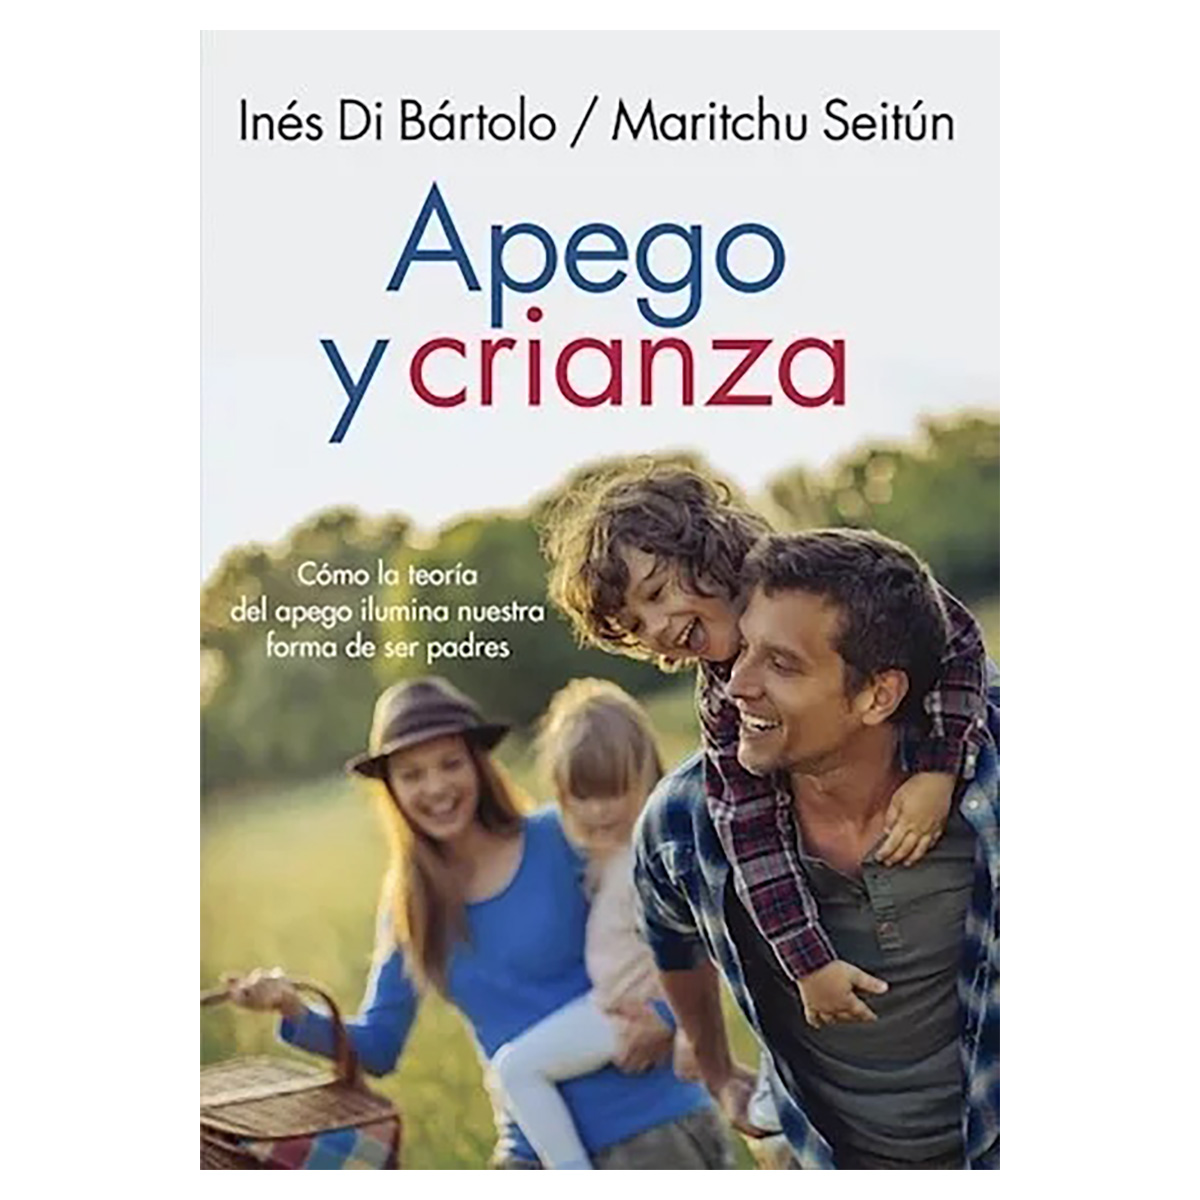 Inés Di Bártolo / Maritchu Seitún
Apego
y crianza
Cómo la teoría
del apego ilumina nuestra
forma de ser padres